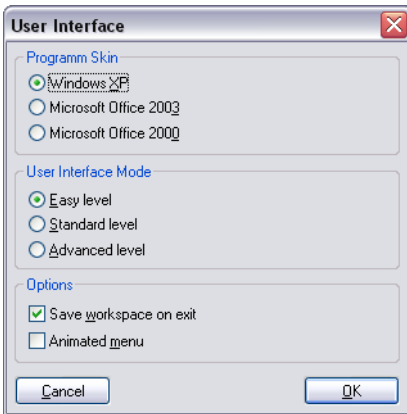 User Interface
Programm Skin
Windows XP
Microsoft Office 2003
Microsoft Office 2000
User Interface Mode
Easy level
Standard level
Advanced level
Options
Save workspace on exit
Animated menu
Cancel
OK